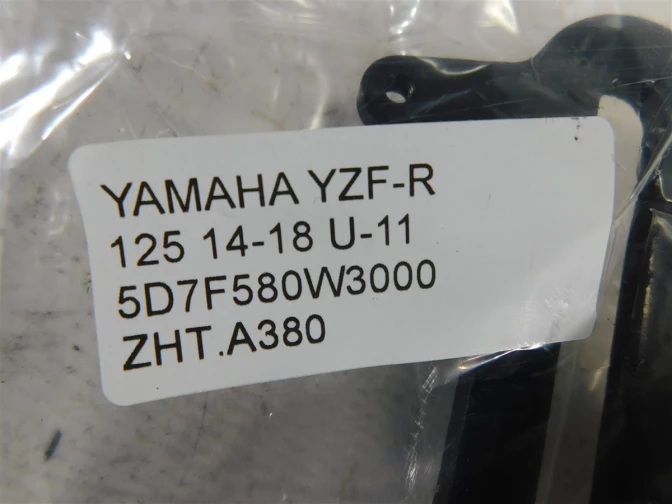 YAMAHA YZF-R
125 14-18 U-11
5D7F580W3000
ZHT.A380